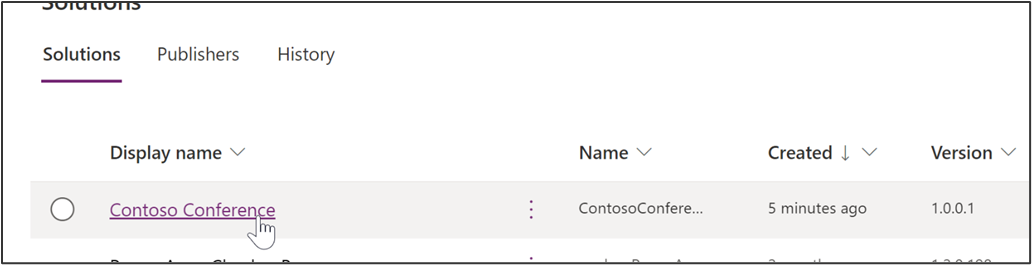 Solutions
Solutions Publishers History
Display name Name Created ↓ Version
Contoso Conference ContosoConfere... 5 minutes ago 1.0.0.1